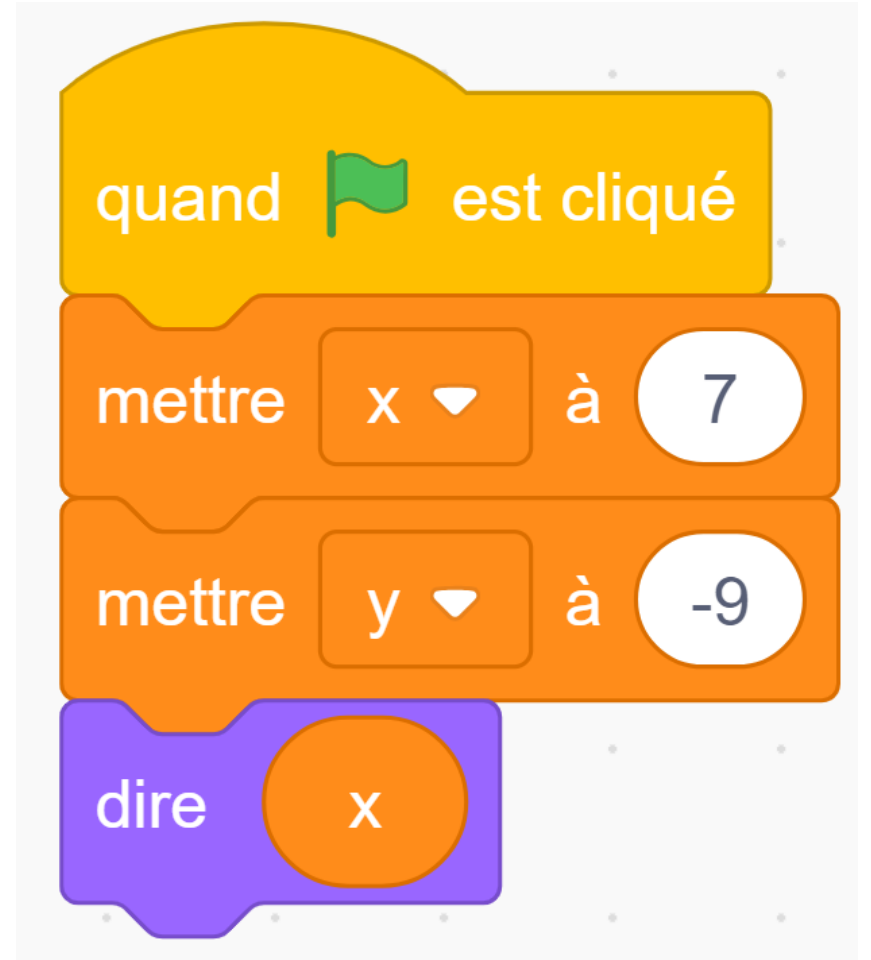 quand est cliqué
mettre x à 7
mettre y à -9
dire x